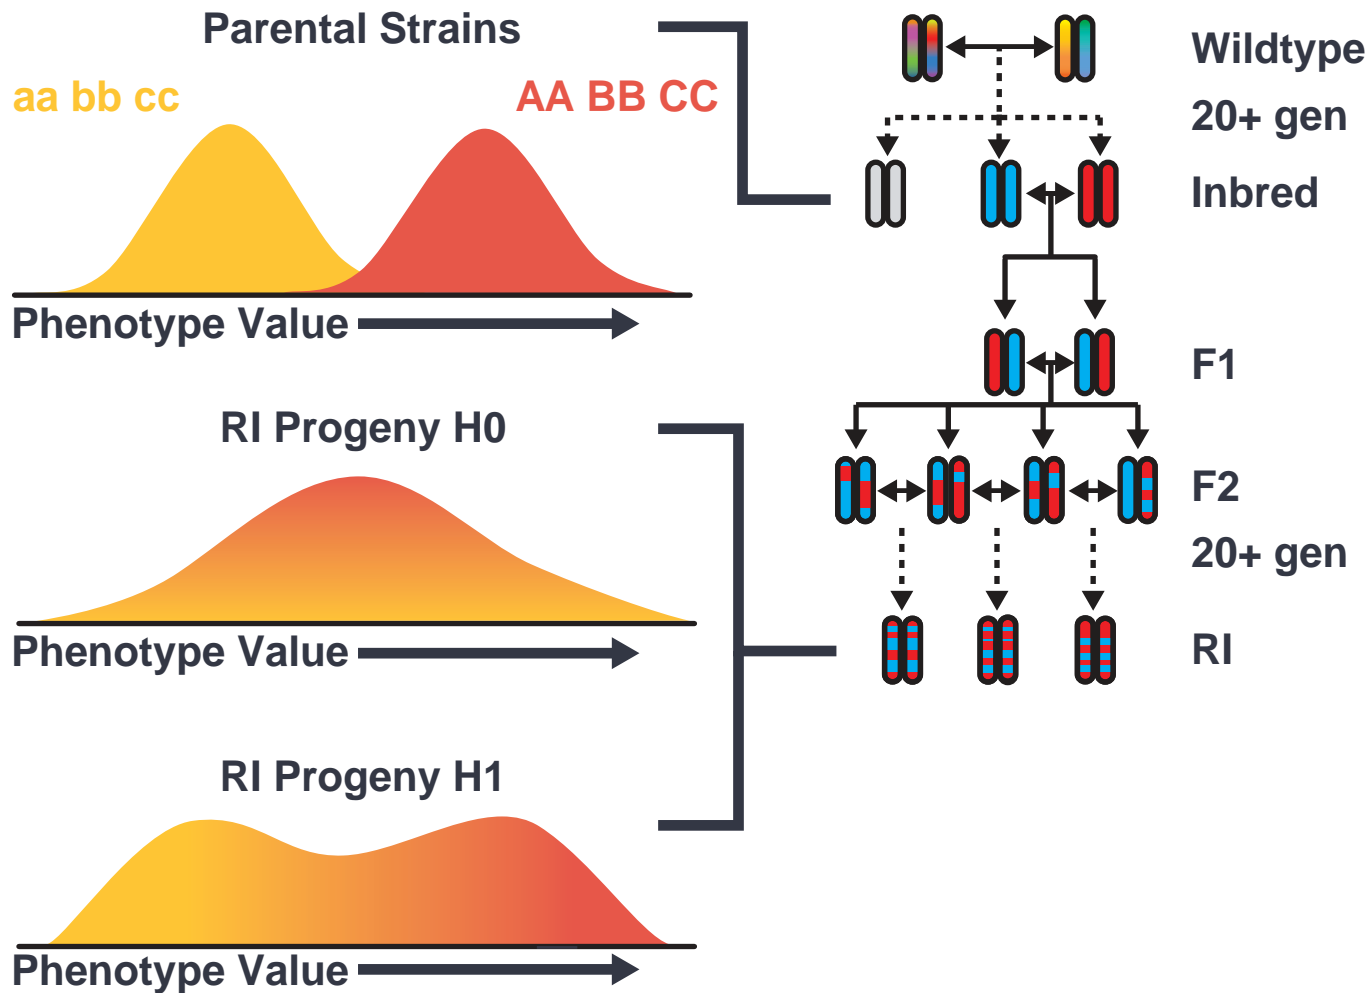 Parental Strains
aa bb cc
AA BB CC
Phenotype Value
RI Progeny H0
Phenotype Value
RI Progeny H1
Phenotype Value
Wildtype
20+ gen
Inbred
F1
F2
20+ gen
RI